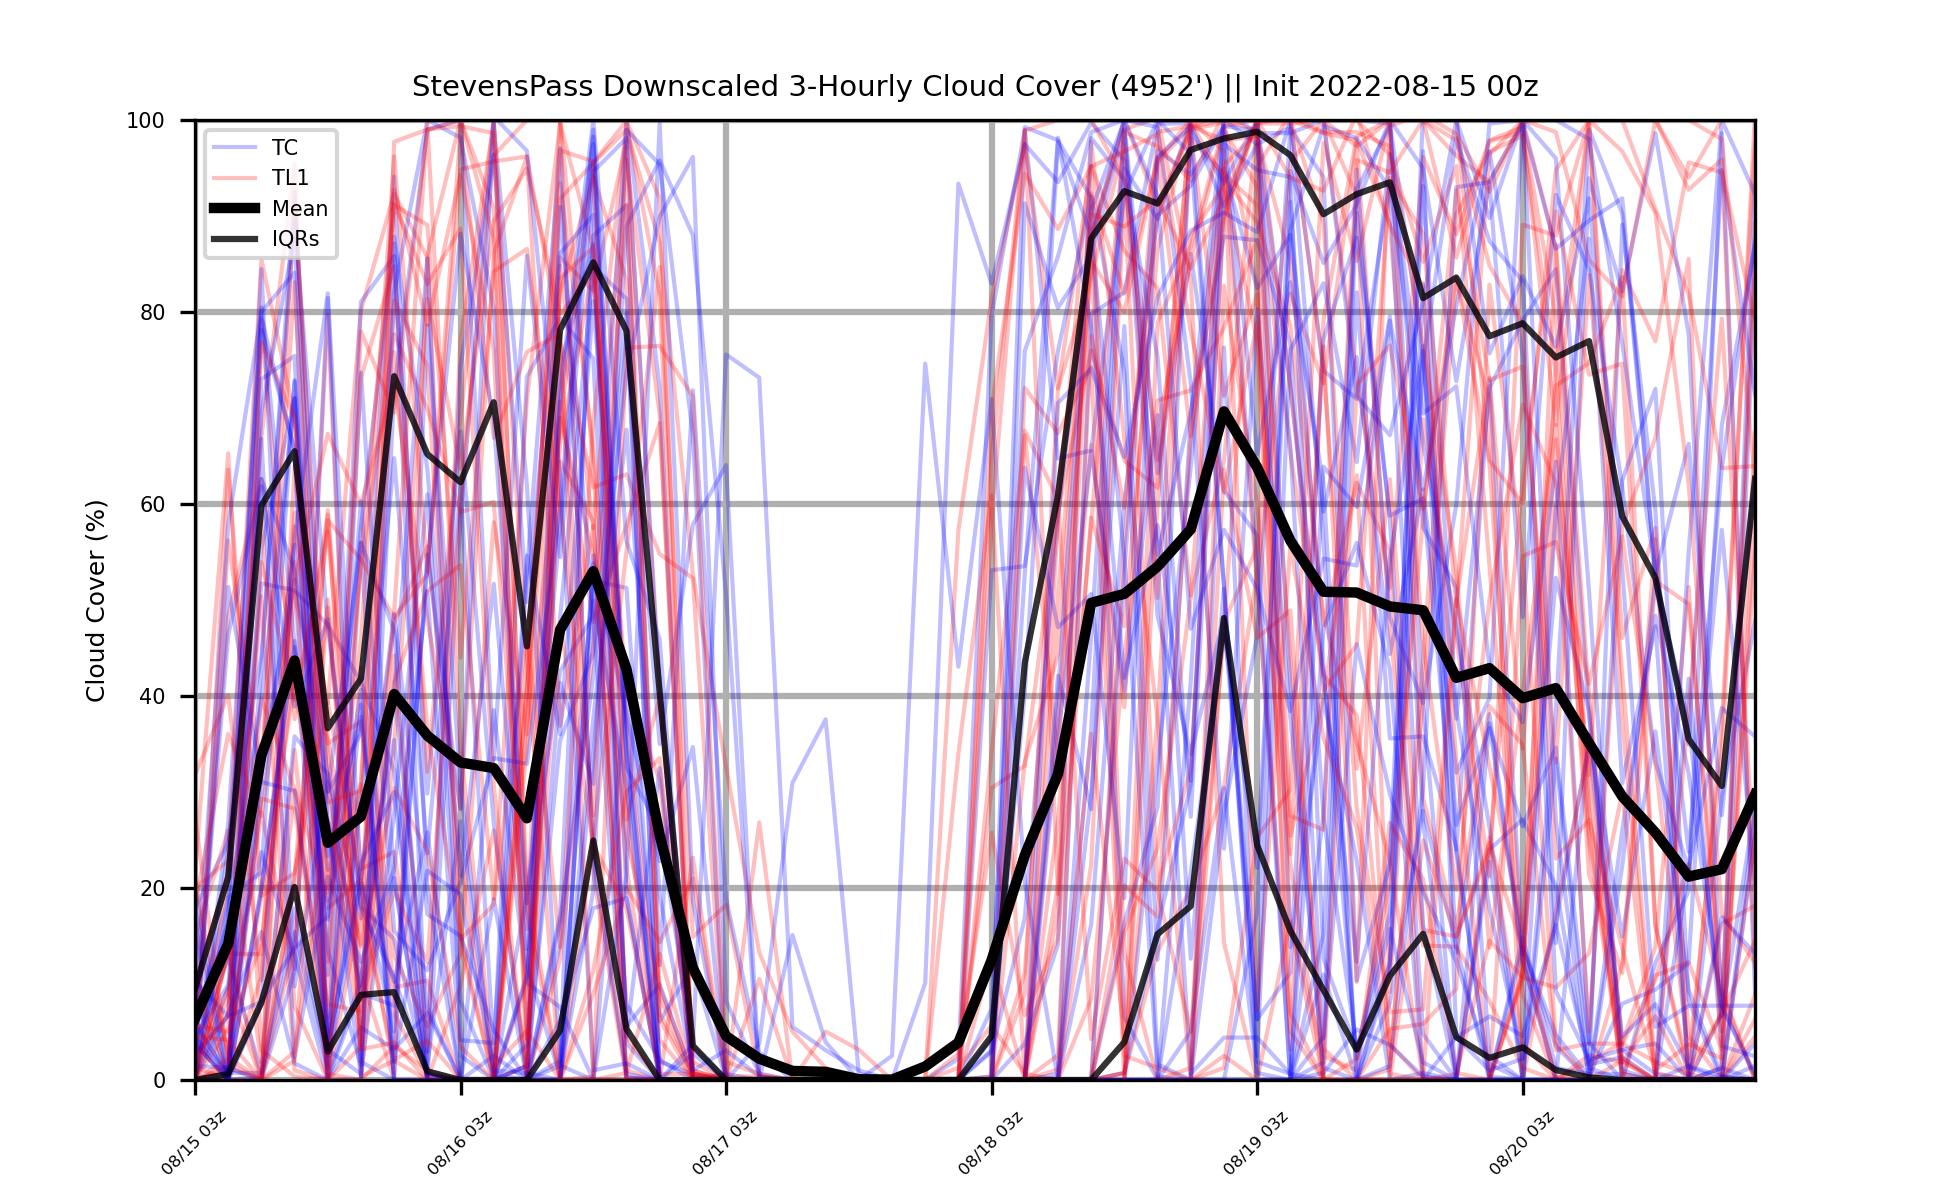 StevensPass Downscaled 3-Hourly Cloud Cover (4952') || Init 2022-08-15 00z
TC
TL1
Mean
IQRs
Cloud Cover (%)
100
80
60
40
20
0
08/15 03z
08/16 03z
08/17 03z
08/18 03z
08/19 03z
08/20 03z